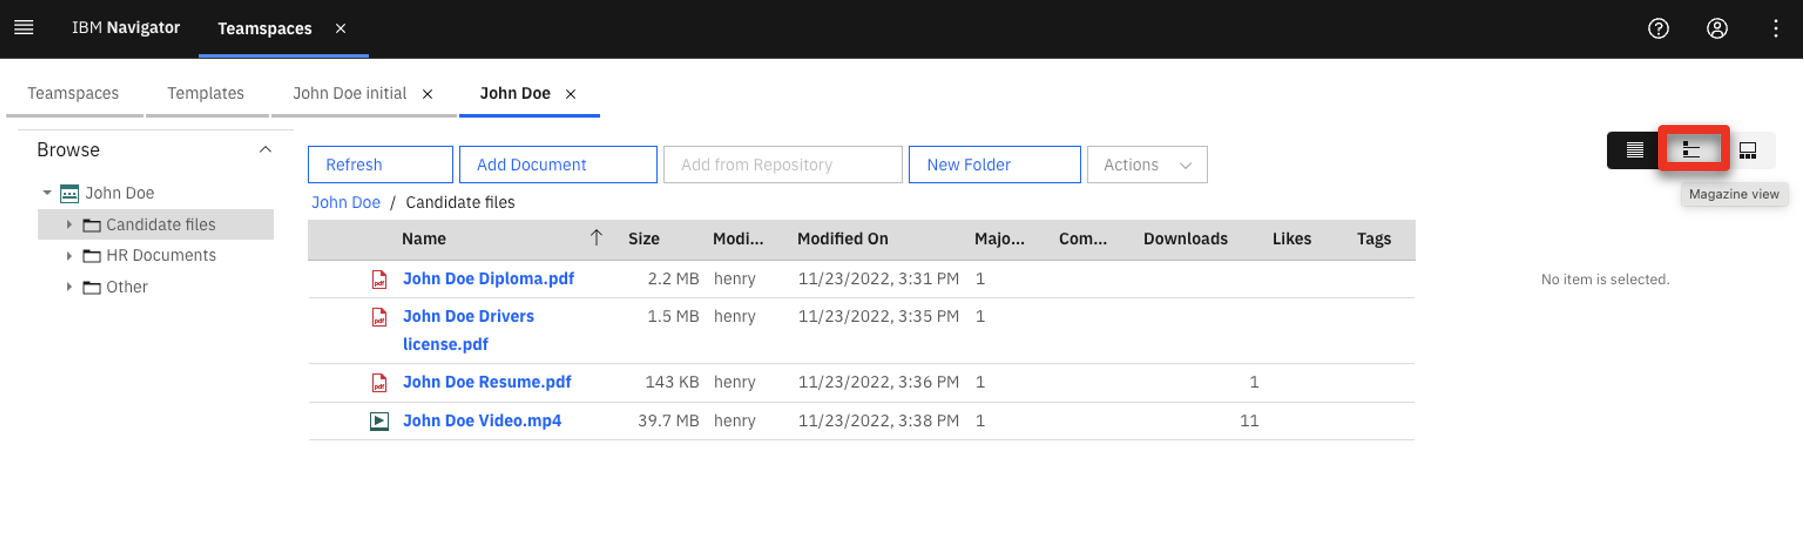 IBM Navigator Teamspaces
Teamspaces Templates John Doe initial John Doe
Browse
John Doe
Candidate files
HR Documents
Other
Refresh Add Document Add from Repository New Folder Actions
John Doe / Candidate files
Name Size Modi... Modified On Majo... Com... Downloads Likes Tags
John Doe Diploma.pdf 2.2 MB henry 11/23/2022, 3:31 PM 1
John Doe Drivers license.pdf 1.5 MB henry 11/23/2022, 3:35 PM 1
John Doe Resume.pdf 143 KB henry 11/23/2022, 3:36 PM 1 1
John Doe Video.mp4 39.7 MB henry 11/23/2022, 3:38 PM 1 11
Magazine view
No item is selected.